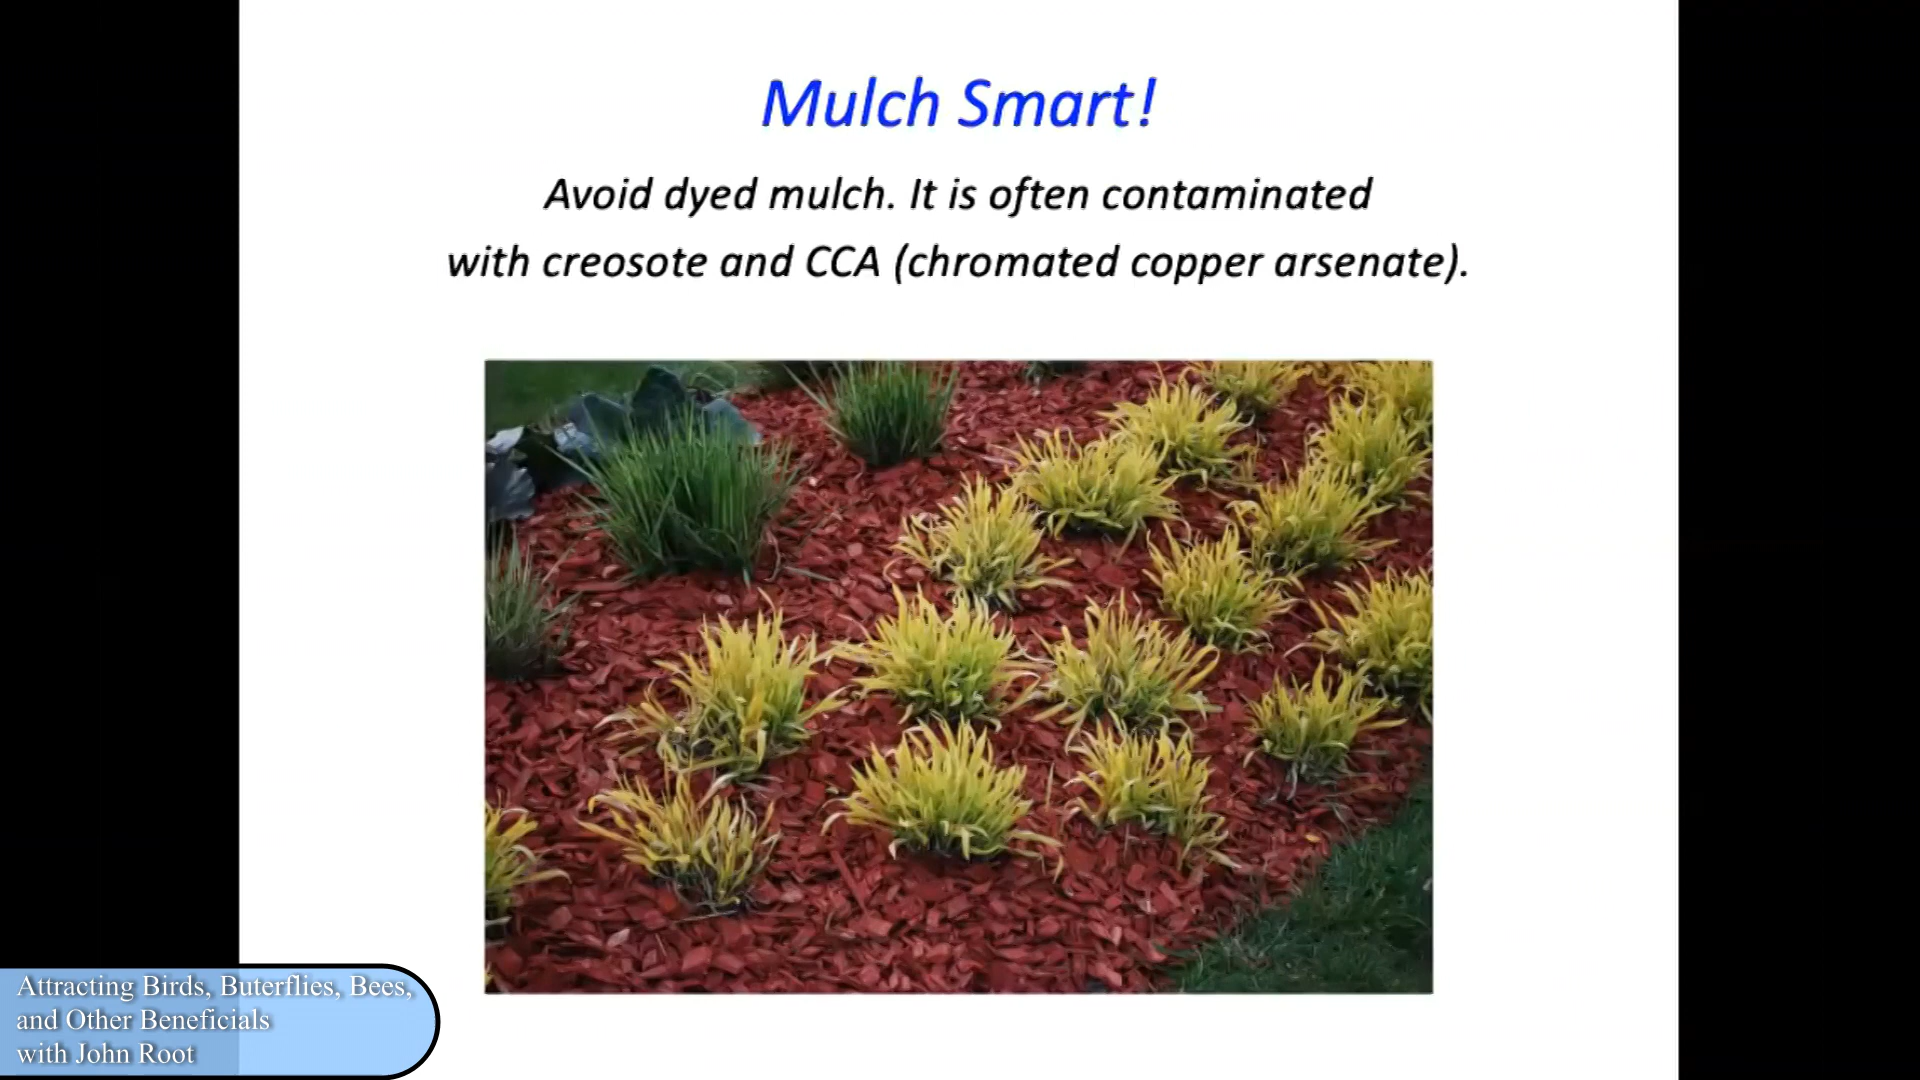 Mulch Smart!
Avoid dyed mulch. It is often contaminated
with creosote and CCA (chromated copper arsenate).
Attracting Birds, Buterflies, Bees,
and Other Beneficials
with John Root